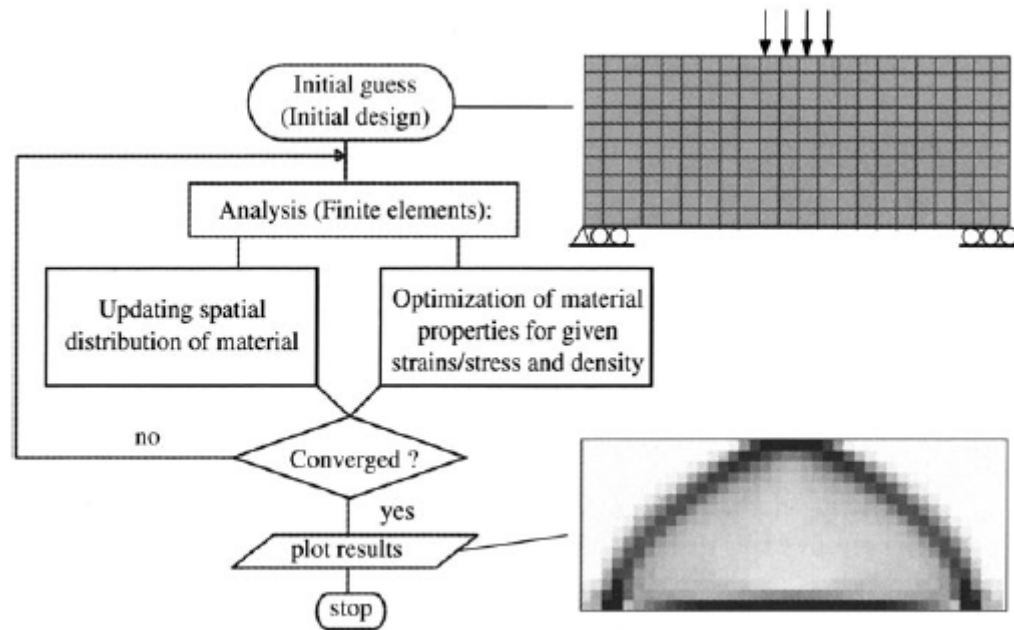 Initial guess
(Initial design)
Analysis (Finite elements):
Updating spatial
distribution of material
Optimization of material
properties for given
strains/stress and density
no
Converged ?
yes
plot results
stop